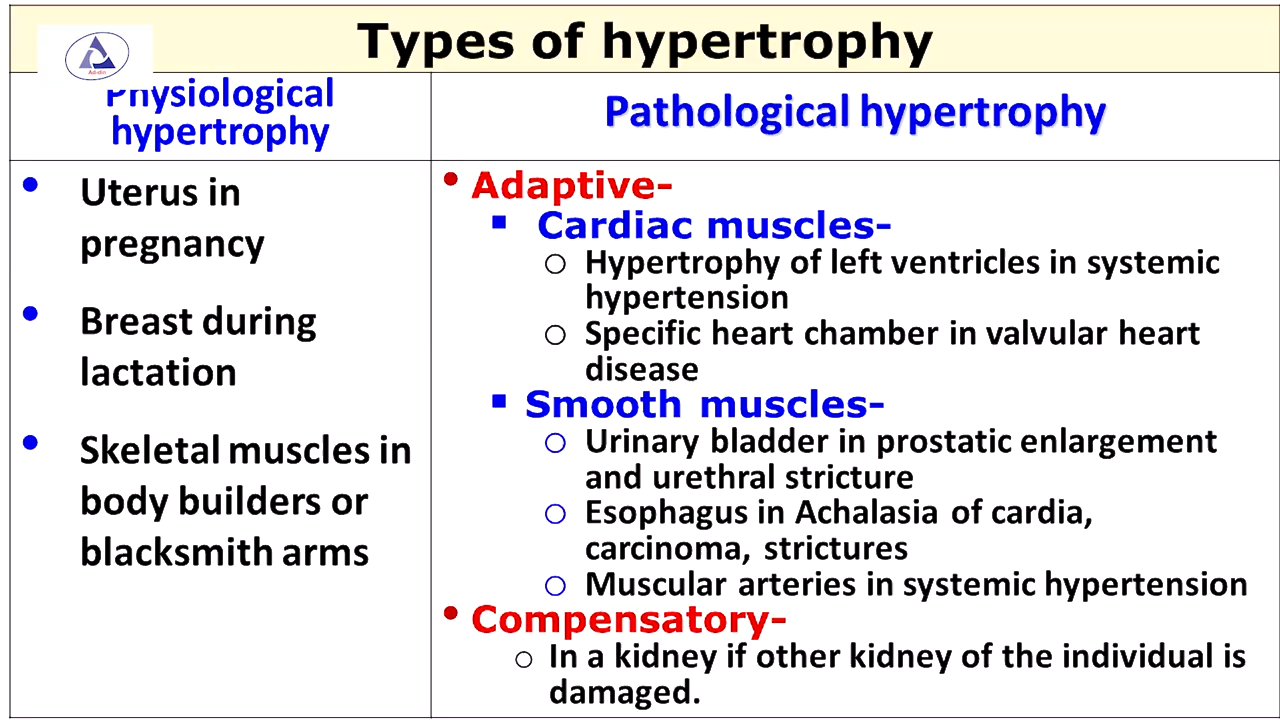 Types of hypertrophy
Ad-din
Physiological
hypertrophy
Pathological hypertrophy
• Uterus in
pregnancy
• Breast during
lactation
• Skeletal muscles in
body builders or
blacksmith arms
• Adaptive-
▪ Cardiac muscles-
○ Hypertrophy of left ventricles in systemic
hypertension
○ Specific heart chamber in valvular heart
disease
▪ Smooth muscles-
○ Urinary bladder in prostatic enlargement
and urethral stricture
○ Esophagus in Achalasia of cardia,
carcinoma, strictures
○ Muscular arteries in systemic hypertension
• Compensatory-
○ In a kidney if other kidney of the individual is
damaged.